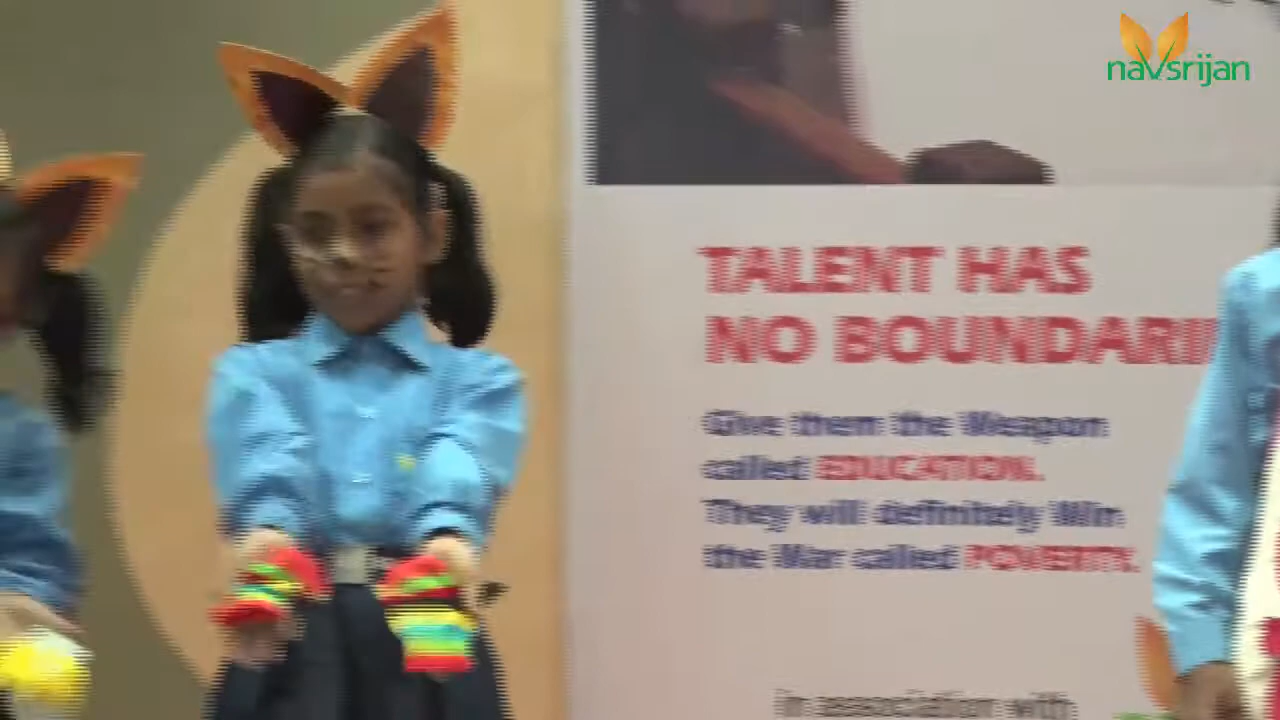 navsrijan
TALENT HAS
NO BOUNDARI
Give them the Weapon
called EDUCATION.
They will definitely Win
the War called POVERTY.
in association with